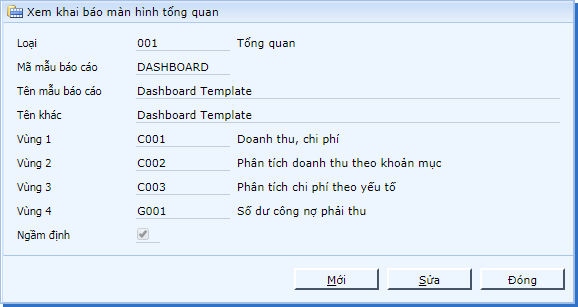 Xem khai báo màn hình tổng quan
Loại 001 Tổng quan
Mã mẫu báo cáo DASHBOARD
Tên mẫu báo cáo Dashboard Template
Tên khác Dashboard Template
Vùng 1 C001 Doanh thu, chi phí
Vùng 2 C002 Phân tích doanh thu theo khoản mục
Vùng 3 C003 Phân tích chi phí theo yếu tố
Vùng 4 G001 Số dư công nợ phải thu
Ngầm định
Mới Sửa Đóng